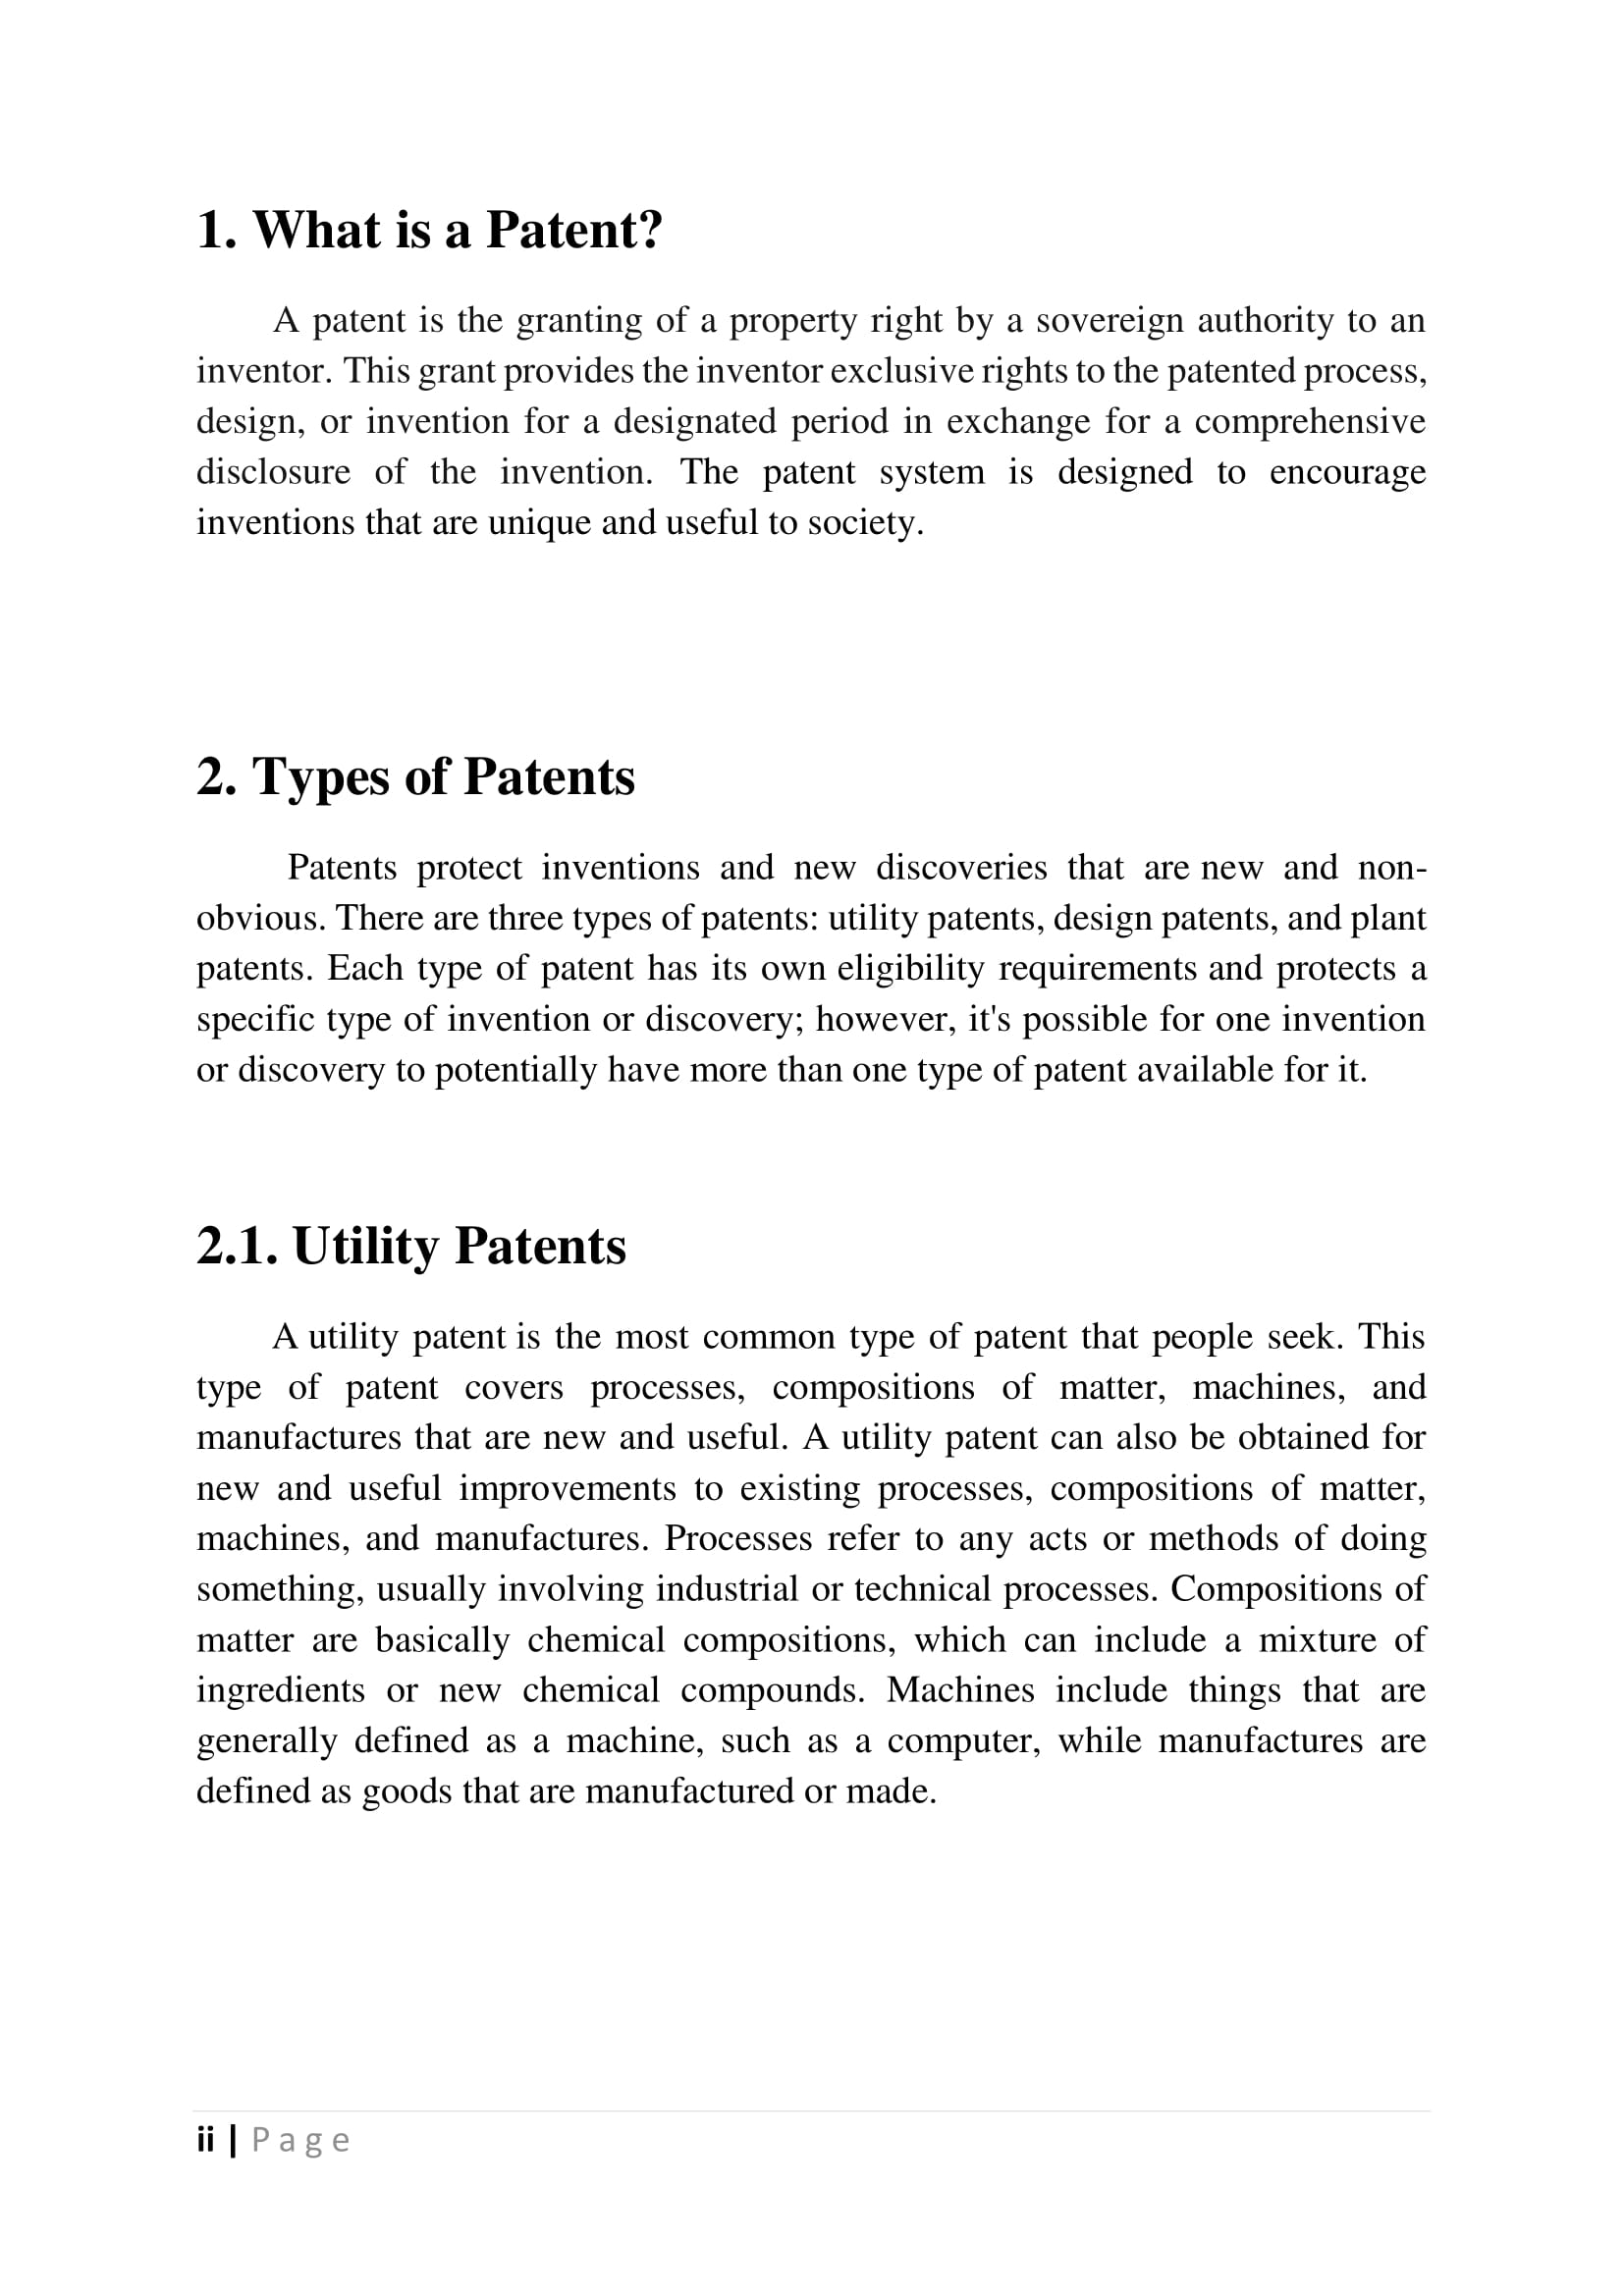 1. What is a Patent?
A patent is the granting of a property right by a sovereign authority to an
inventor. This grant provides the inventor exclusive rights to the patented process,
design, or invention for a designated period in exchange for a comprehensive
disclosure of the invention. The patent system is designed to encourage
inventions that are unique and useful to society.
2. Types of Patents
Patents protect inventions and new discoveries that are new and non-
obvious. There are three types of patents: utility patents, design patents, and plant
patents. Each type of patent has its own eligibility requirements and protects a
specific type of invention or discovery; however, it's possible for one invention
or discovery to potentially have more than one type of patent available for it.
2.1. Utility Patents
A utility patent is the most common type of patent that people seek. This
type of patent covers processes, compositions of matter, machines, and
manufactures that are new and useful. A utility patent can also be obtained for
new and useful improvements to existing processes, compositions of matter,
machines, and manufactures. Processes refer to any acts or methods of doing
something, usually involving industrial or technical processes. Compositions of
matter are basically chemical compositions, which can include a mixture of
ingredients or new chemical compounds. Machines include things that are
generally defined as a machine, such as a computer, while manufactures are
defined as goods that are manufactured or made.
ii | Page